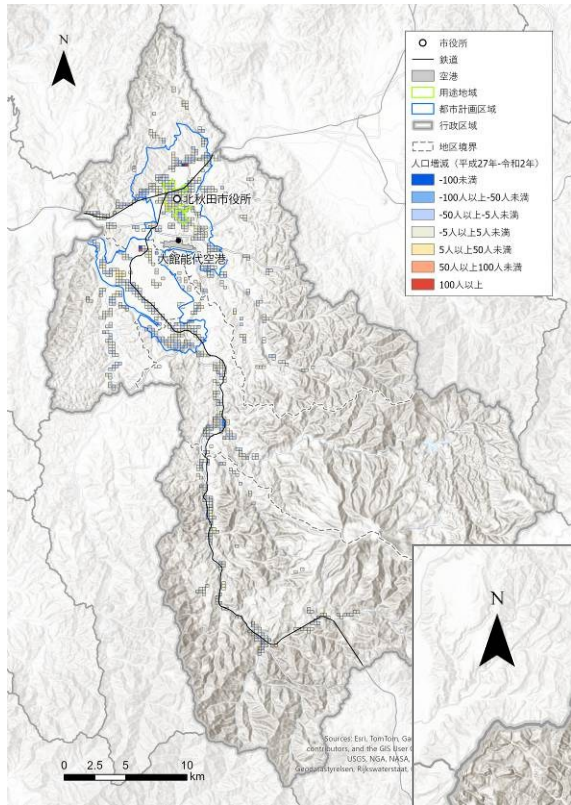 N
市役所
鉄道
空港
用途地域
都市計画区域
行政区域
地区境界
人口増減（平成27年-令和2年）
-100未満
-100人以上-50人未満
-50人以上-5人未満
-5人以上5人未満
5人以上50人未満
50人以上100人未満
100人以上
北秋田市役所
大館能代空港
N
Sources: Esri, TomTom, Ga
contributors, and the GIS User
USGS, NGA, NASA,
Geodatastyrelsen, Rijkswaterstaat,
0 2.5 5 10
km